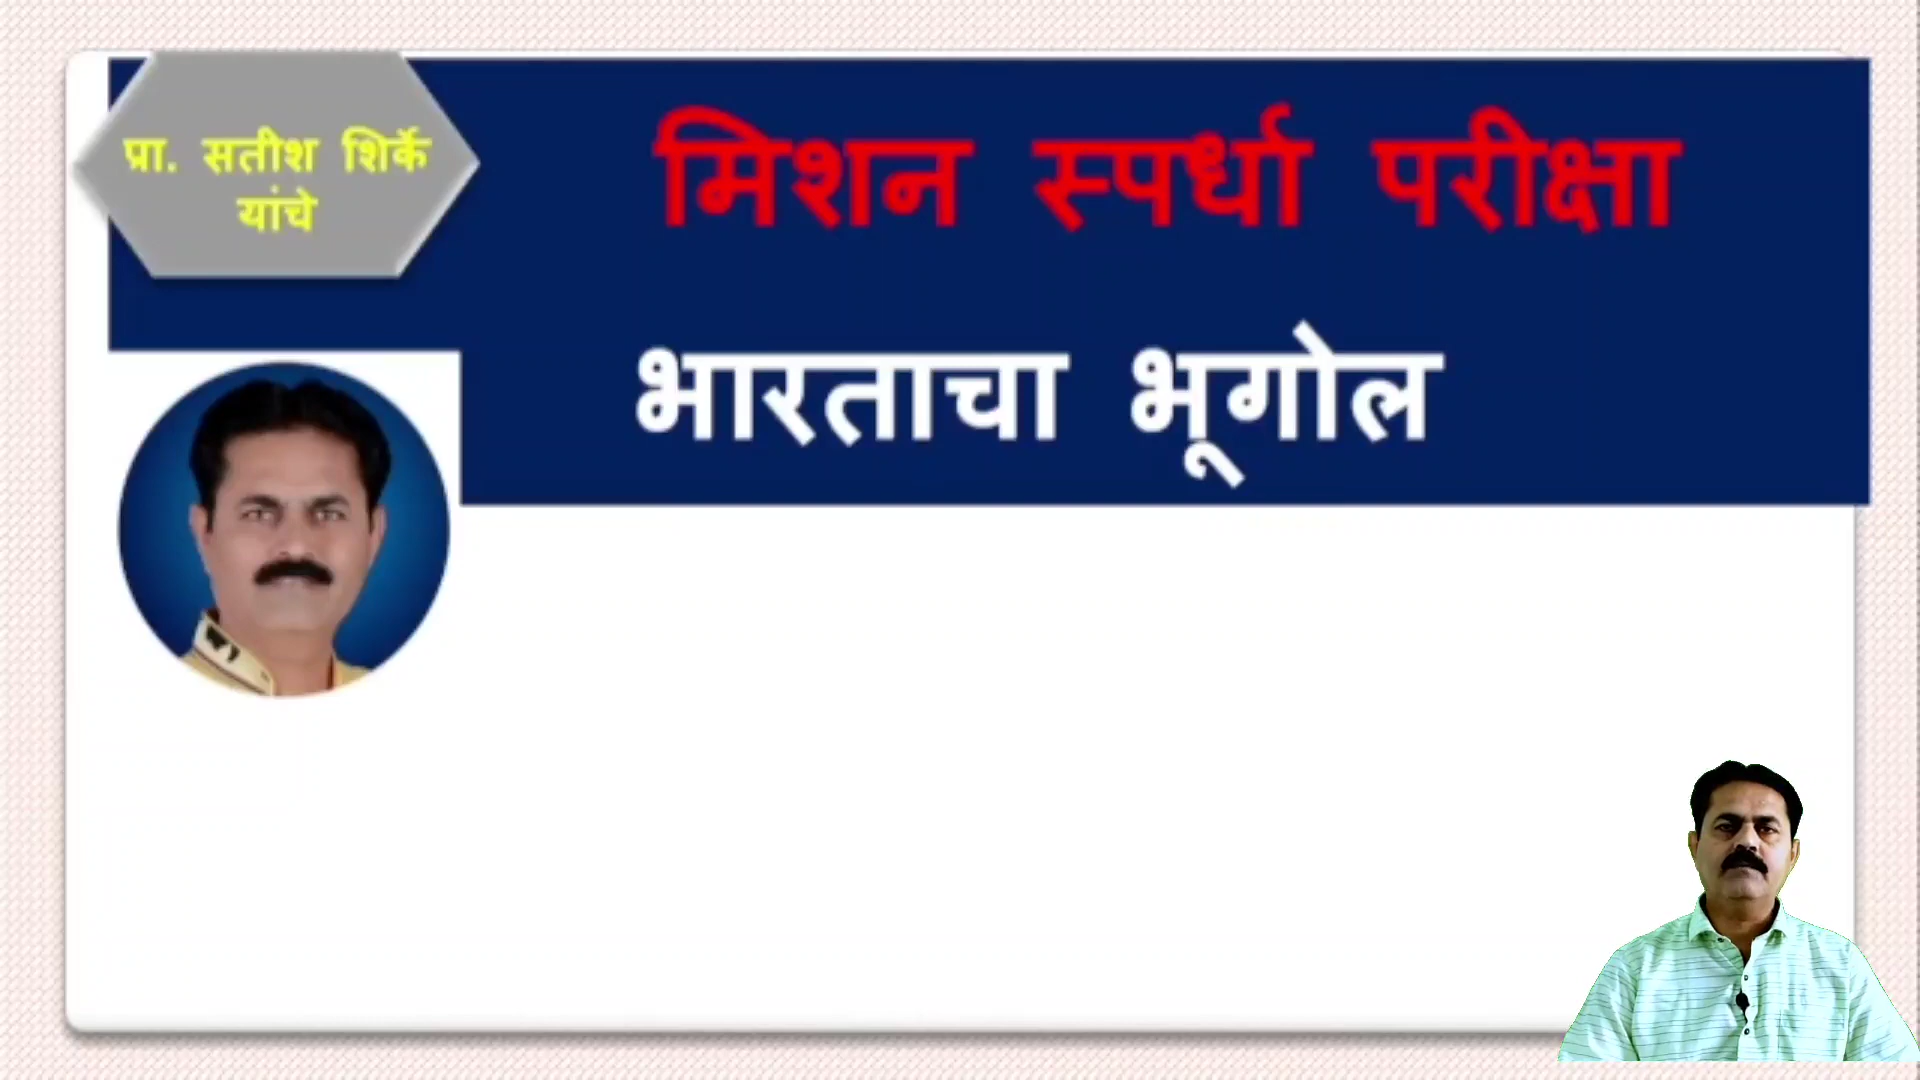 प्रा. सतीश शिर्के
यांचे
मिशन स्पर्धा परीक्षा
भारताचा भूगोल